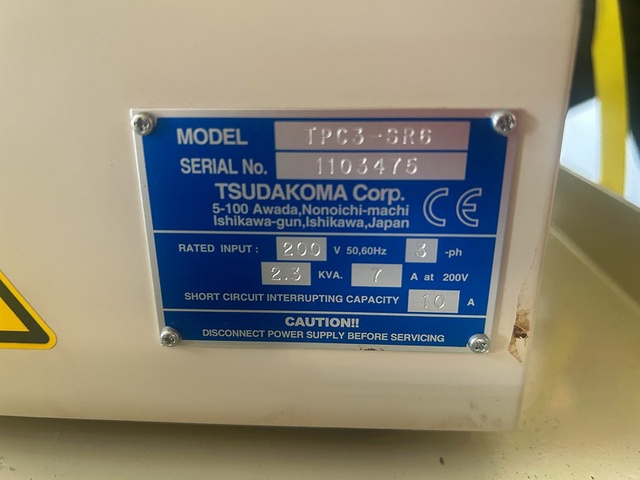 MODEL TPC3-SR6
SERIAL No. 1103475
TSUDAKOMA Corp.
5-100 Awada,Nonoichi-machi
Ishikawa-gun,Ishikawa,Japan
CE
RATED INPUT : 200 V 50,60Hz 3 -ph
2.3 KVA. 7 A at 200V
SHORT CIRCUIT INTERRUPTING CAPACITY 10 A
CAUTION!!
DISCONNECT POWER SUPPLY BEFORE SERVICING